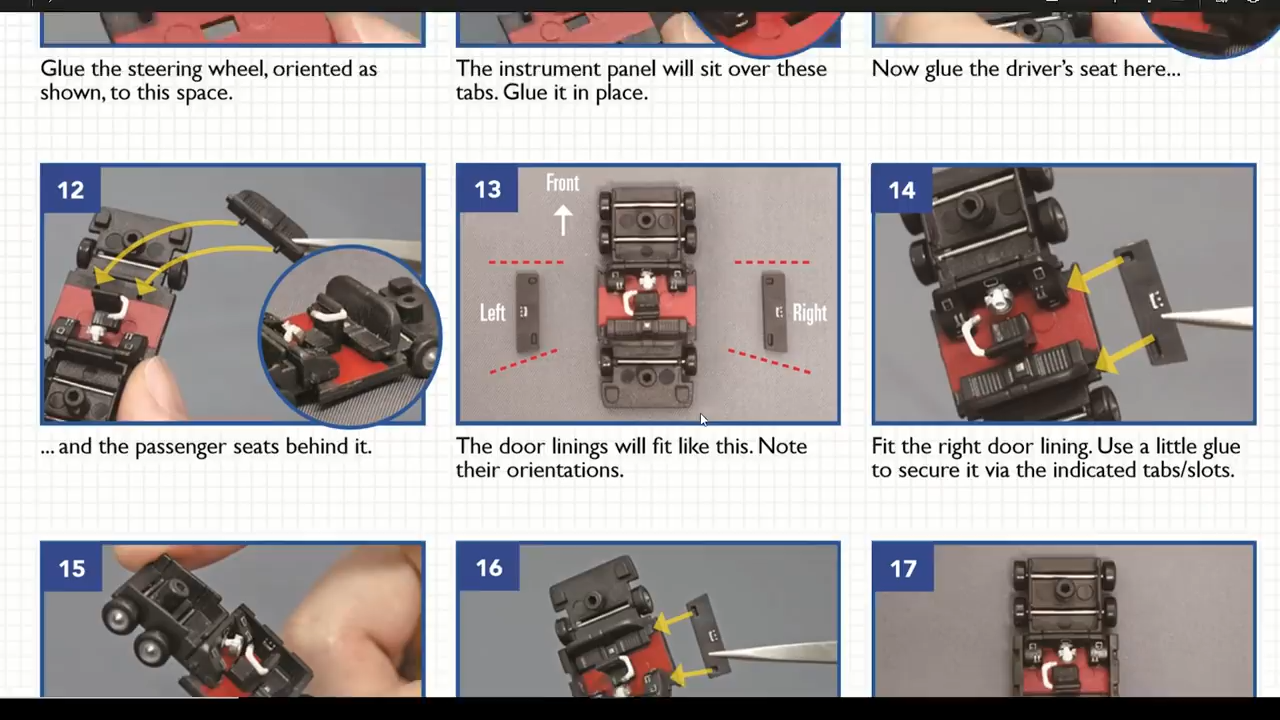 Glue the steering wheel, oriented as
shown, to this space.
The instrument panel will sit over these
tabs. Glue it in place.
Now glue the driver's seat here...
12
... and the passenger seats behind it.
13
Front
Left
Right
The door linings will fit like this. Note
their orientations.
14
Fit the right door lining. Use a little glue
to secure it via the indicated tabs/slots.
15
16
17